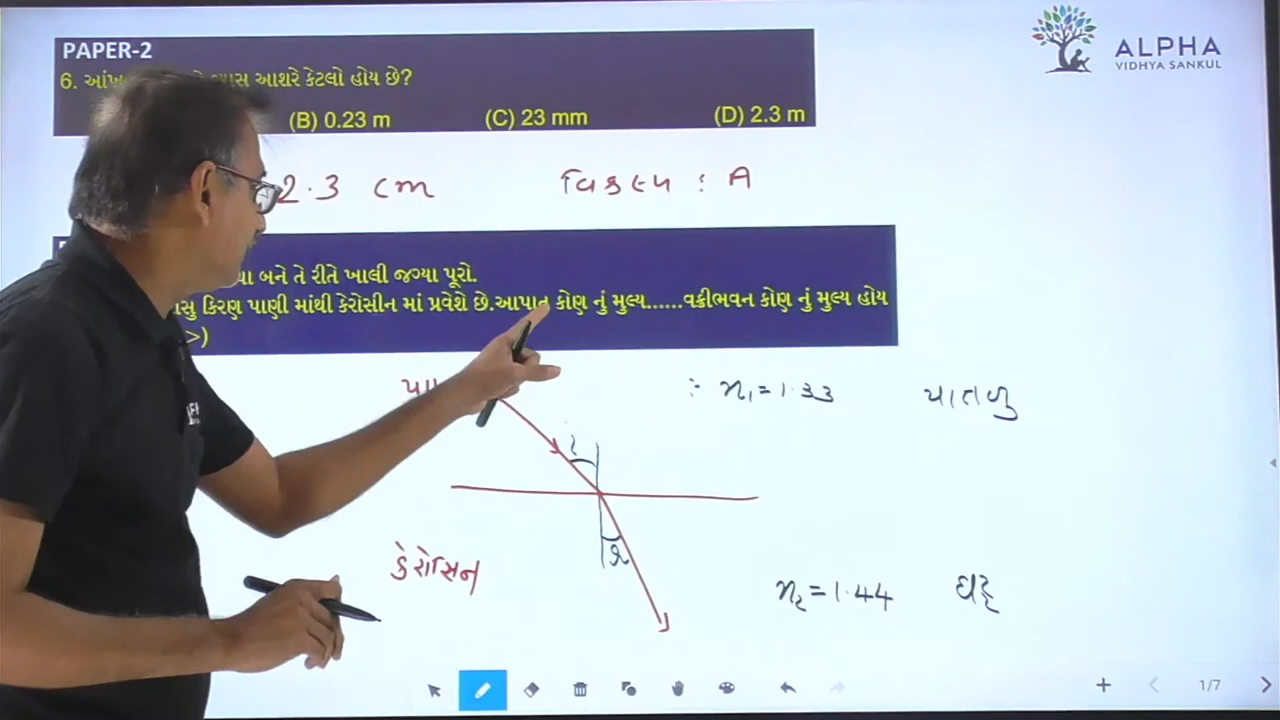 ALPHA
VIDHYA SANKUL
PAPER-2
6. વ્યાસ આશરે કેટલો હોય છે?
(B) 0.23 m (C) 23 mm (D) 2.3 m
2.3 cm વિકલ્પ : A
બને તે રીતે ખાલી જગ્યા પૂરો.
કિરણ પાણી માંથી કેરોસીન માં પ્રવેશે છે.આપાત કોણ નું મુલ્ય......વક્રીભવન કોણ નું મુલ્ય હોય
>)
∴ n₁ = 1.33 પાતળુ
i
r
કેરોસિન
n₂ = 1.44 ઘટ્ટ
1/7